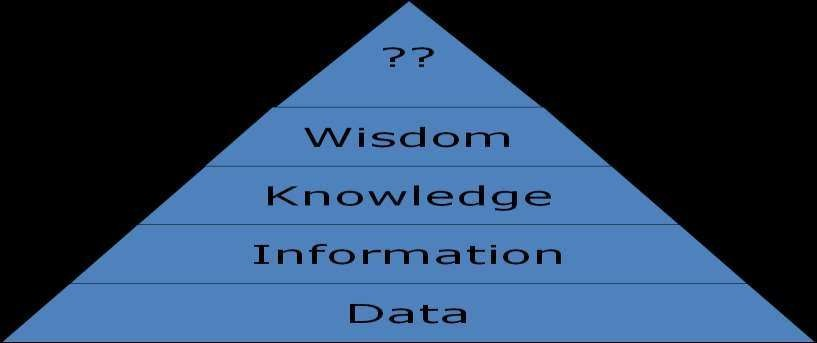 ??
Wisdom
Knowledge
Information
Data